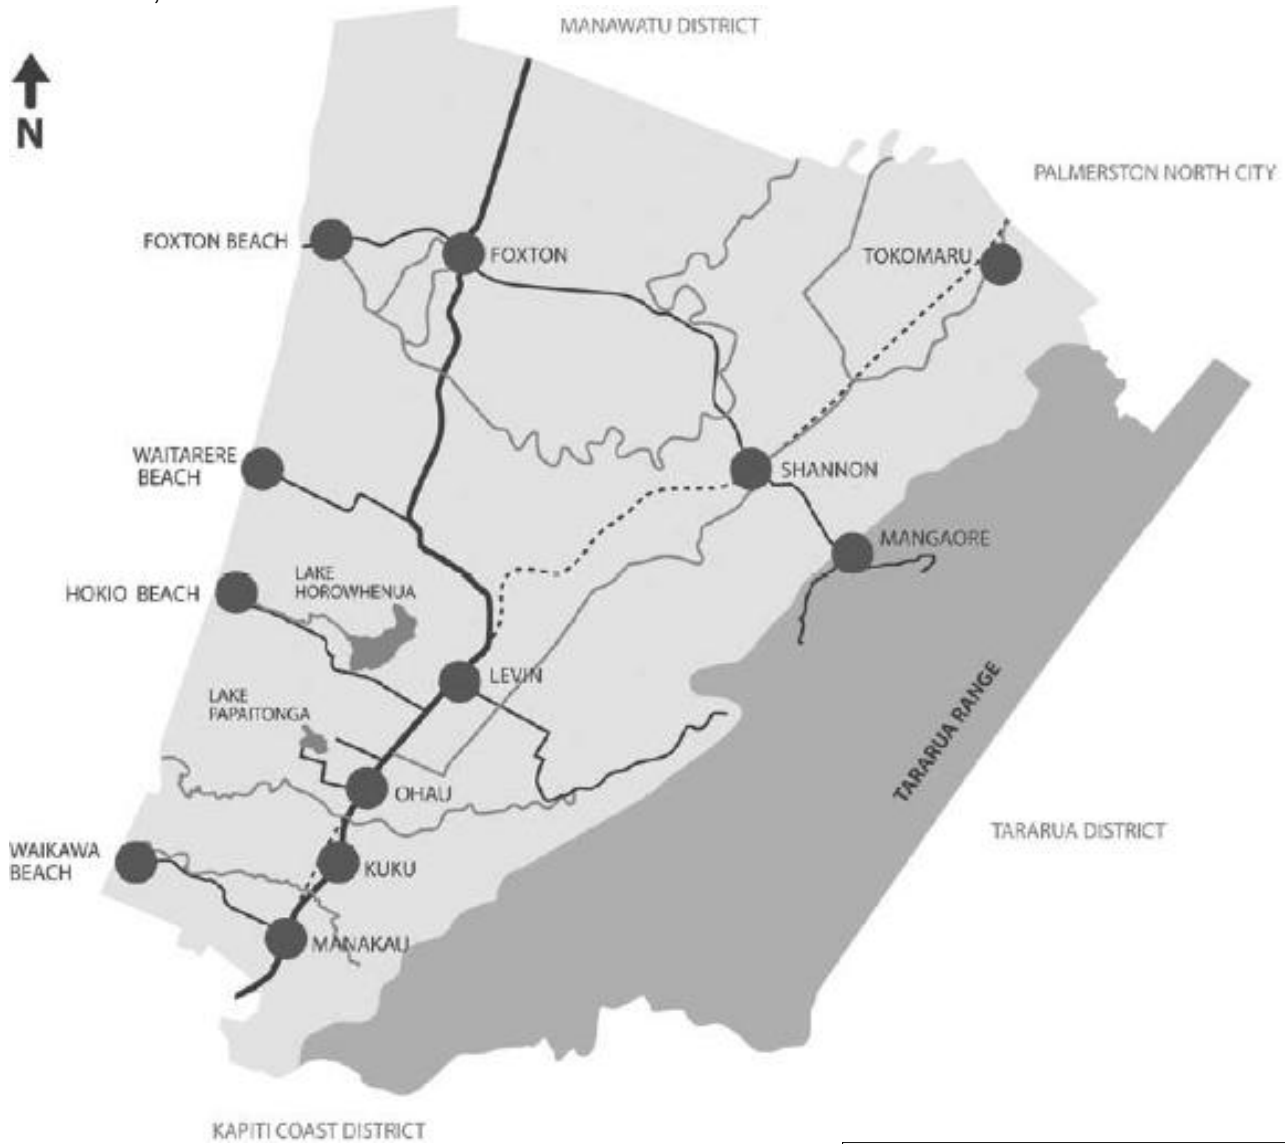 MANAWATU DISTRICT
N
PALMERSTON NORTH CITY
FOXTON BEACH
FOXTON
TOKOMARU
WAITARERE
BEACH
SHANNON
MANGAORE
HOKIO BEACH
LAKE
HOROWHENUA
LEVIN
LAKE
PAPAITONGA
TARARUA RANGE
OHAU
TARARUA DISTRICT
WAIKAWA
BEACH
KUKU
MANAKAU
KAPITI COAST DISTRICT